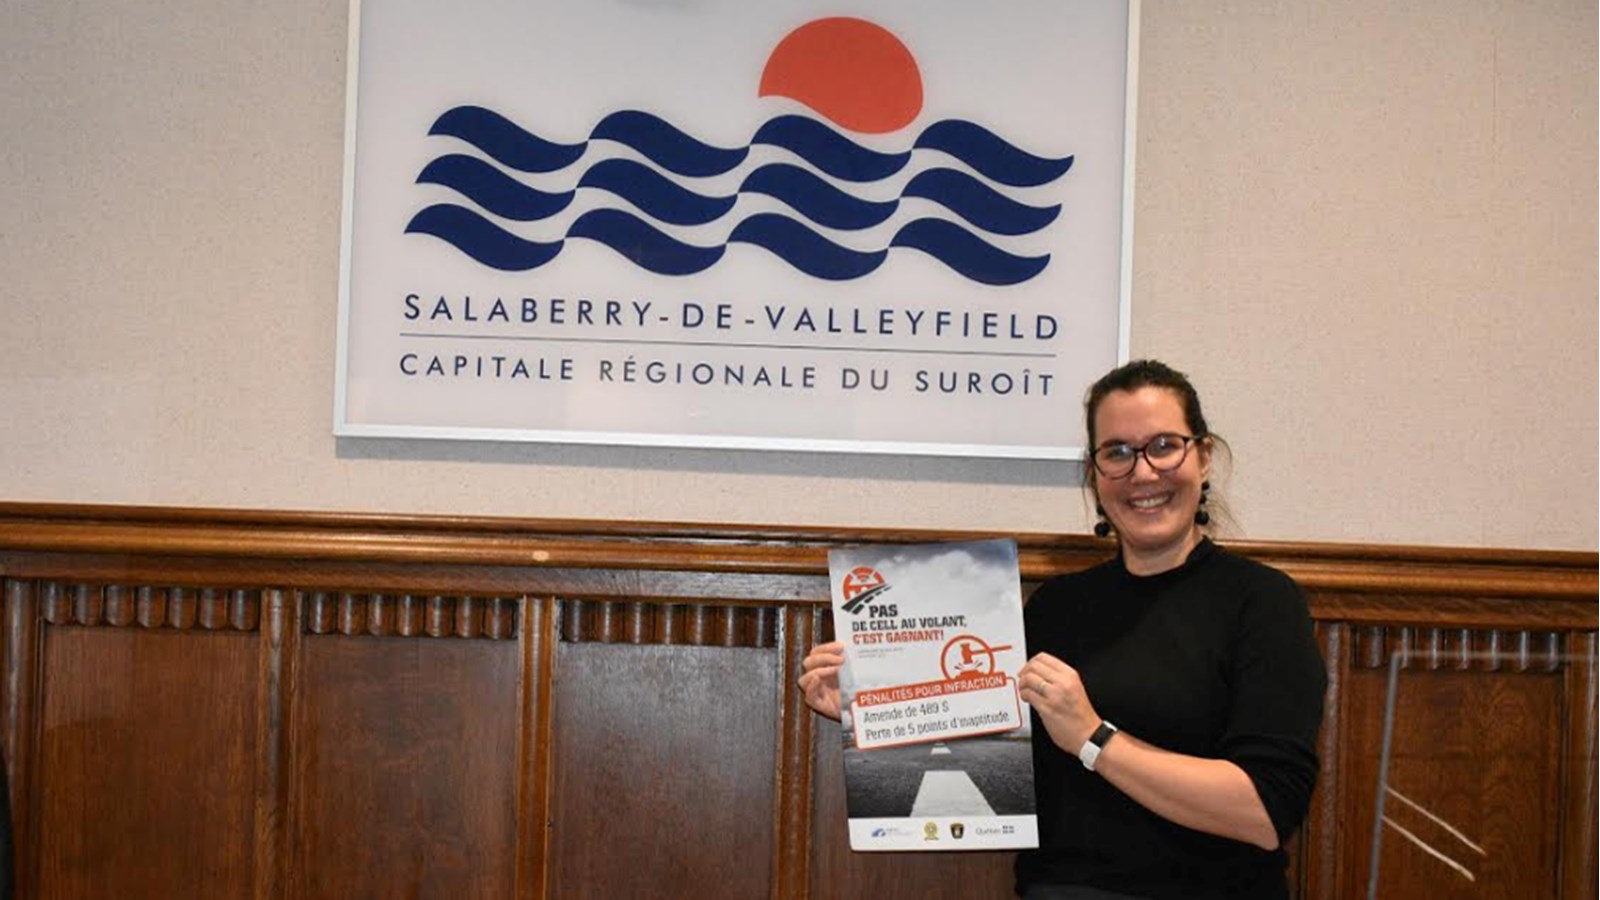 SALABERRY-DE-VALLEYFIELD
CAPITALE RÉGIONALE DU SUROÎT
PAS
DE CELL AU VOLANT,
C'EST GAGNANT!
PÉNALITÉS POUR INFRACTION
Amende de 489 $
Perte de 5 points d'inaptitude
Québec